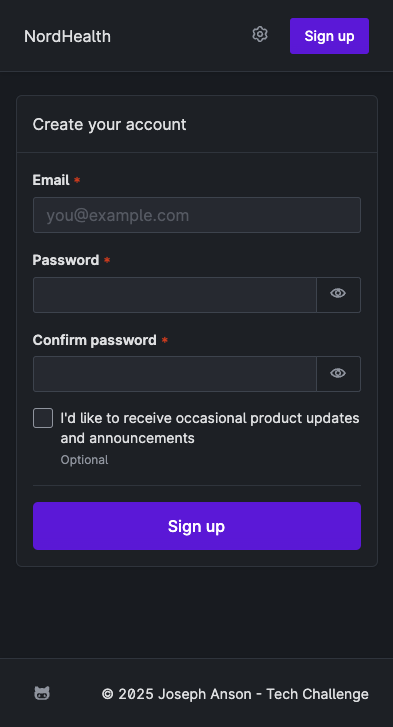 NordHealth
Sign up
Create your account
Email *
you@example.com
Password *
Confirm password *
I'd like to receive occasional product updates
and announcements
Optional
Sign up
© 2025 Joseph Anson - Tech Challenge